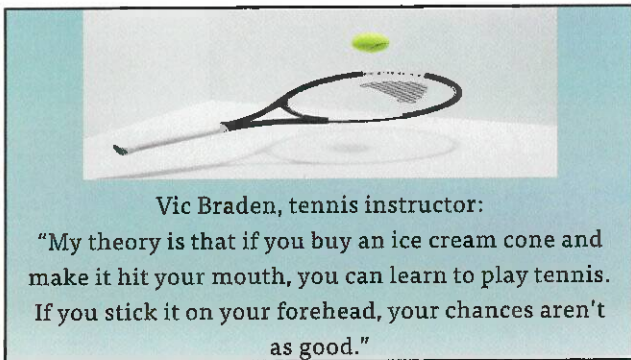 Vic Braden, tennis instructor:
"My theory is that if you buy an ice cream cone and
make it hit your mouth, you can learn to play tennis.
If you stick it on your forehead, your chances aren't
as good."